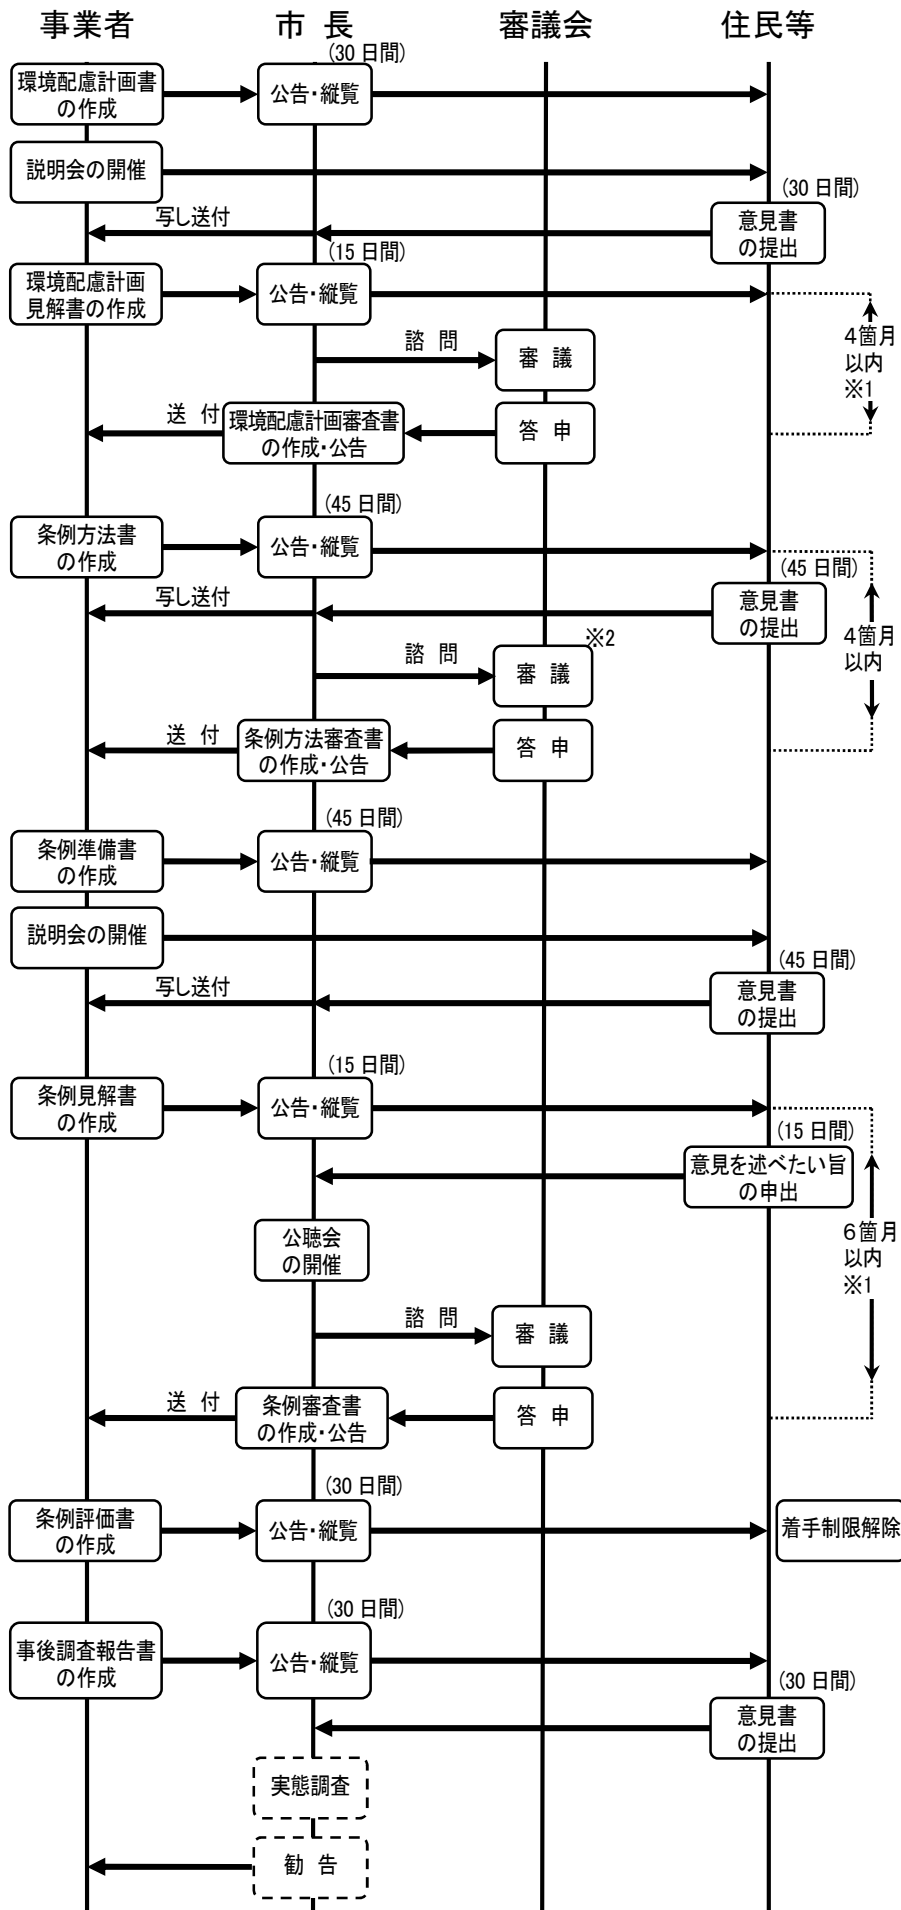 事業者 市 長 審議会 住民等
(30 日間)
環境配慮計画書
の作成
公告・縦覧
説明会の開催
(30 日間)
写し送付
意見書
の提出
(15 日間)
環境配慮計画
見解書の作成
公告・縦覧
4箇月
以内
※1
諮 問
審 議
送 付
環境配慮計画審査書
の作成・公告
答 申
(45 日間)
条例方法書
の作成
公告・縦覧
(45 日間)
写し送付
意見書
の提出
4箇月
以内
※2
諮 問
審 議
送 付
条例方法審査書
の作成・公告
答 申
(45 日間)
条例準備書
の作成
公告・縦覧
説明会の開催
(45 日間)
写し送付
意見書
の提出
(15 日間)
条例見解書
の作成
公告・縦覧
(15 日間)
意見を述べたい旨
の申出
公聴会
の開催
6箇月
以内
※1
諮 問
審 議
送 付
条例審査書
の作成・公告
答 申
(30 日間)
条例評価書
の作成
公告・縦覧
着手制限解除
(30 日間)
事後調査報告書
の作成
公告・縦覧
(30 日間)
意見書
の提出
実態調査
勧 告